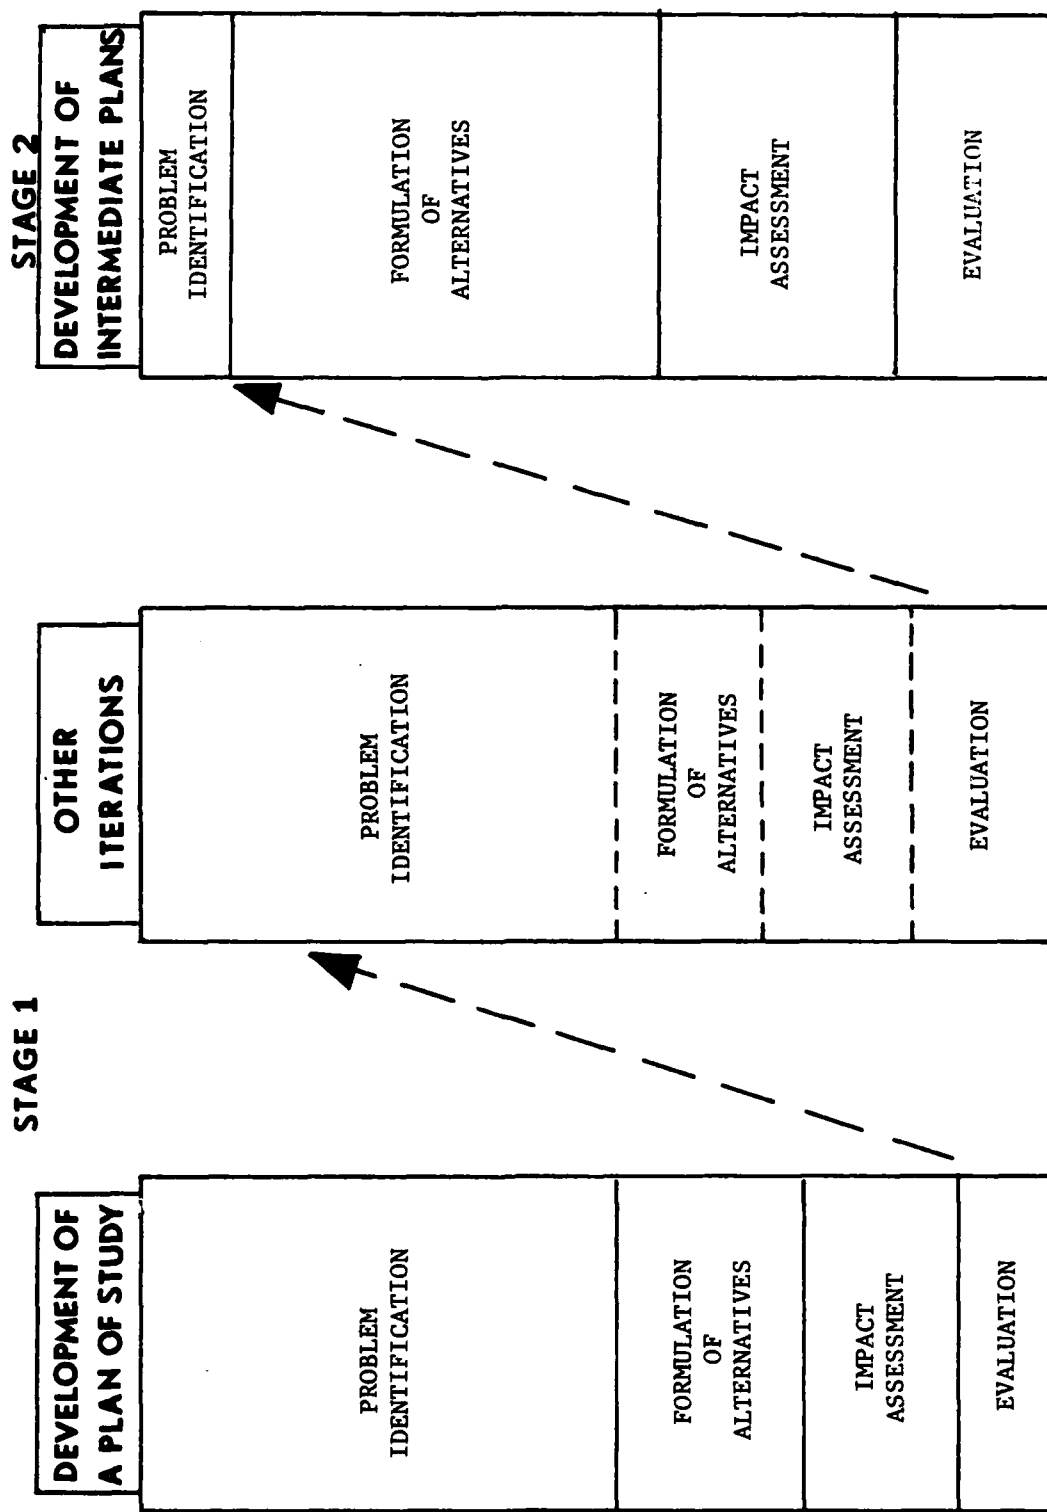 STAGE 1
DEVELOPMENT OF
A PLAN OF STUDY
PROBLEM
IDENTIFICATION
FORMULATION
OF
ALTERNATIVES
IMPACT
ASSESSMENT
EVALUATION
OTHER
ITERATIONS
PROBLEM
IDENTIFICATION
FORMULATION
OF
ALTERNATIVES
IMPACT
ASSESSMENT
EVALUATION
STAGE 2
DEVELOPMENT OF
INTERMEDIATE PLANS
PROBLEM
IDENTIFICATION
FORMULATION
OF
ALTERNATIVES
IMPACT
ASSESSMENT
EVALUATION